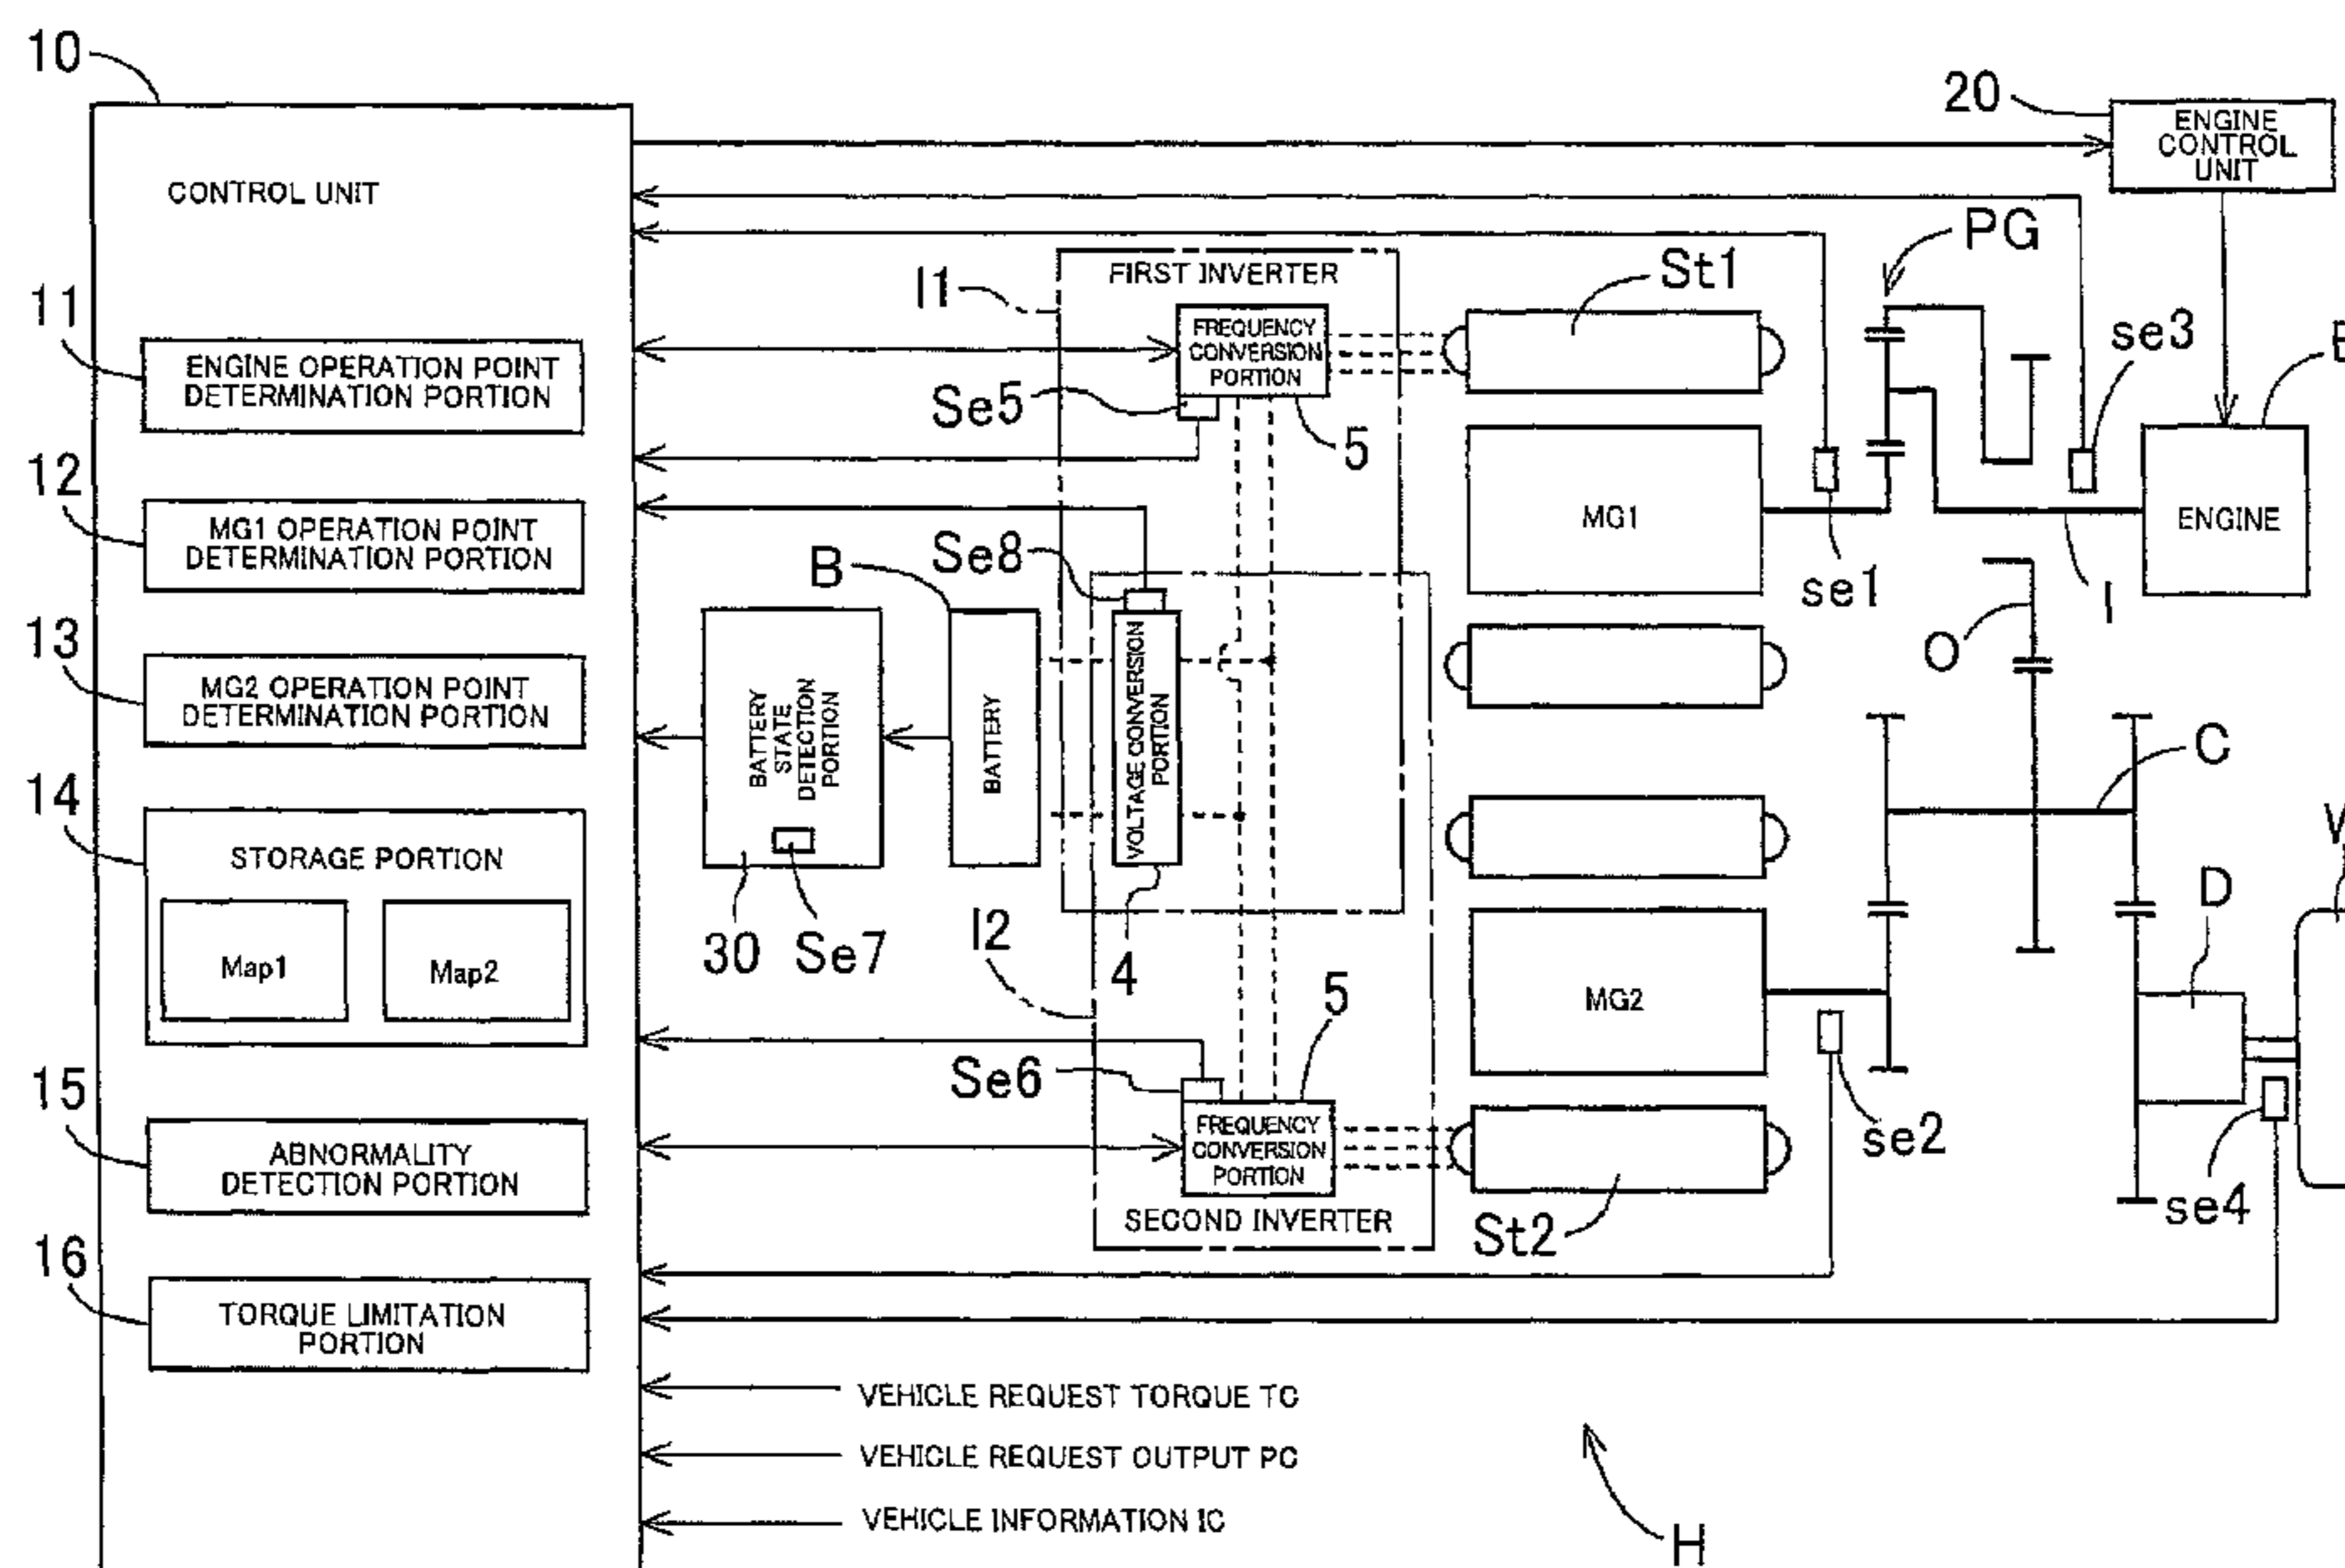 10
20
ENGINE
CONTROL
UNIT
CONTROL UNIT
PG
I1
FIRST INVERTER
St1
11
FREQUENCY
CONVERSION
PORTION
se3
E
ENGINE OPERATION POINT
DETERMINATION PORTION
Se5
5
12
MG1 OPERATION POINT
DETERMINATION PORTION
MG1
ENGINE
B
Se8
se1
I
13
O
MG2 OPERATION POINT
DETERMINATION PORTION
BATTERY
STATE
DETECTION
PORTION
BATTERY
VOLTAGE CONVERSION
PORTION
C
14
STORAGE PORTION
Map1
Map2
30
Se7
4
I2
D
5
MG2
15
Se6
FREQUENCY
CONVERSION
PORTION
se2
ABNORMALITY
DETECTION PORTION
SECOND INVERTER
St2
se4
16
TORQUE LIMITATION
PORTION
VEHICLE REQUEST TORQUE TC
VEHICLE REQUEST OUTPUT PC
VEHICLE INFORMATION IC
H